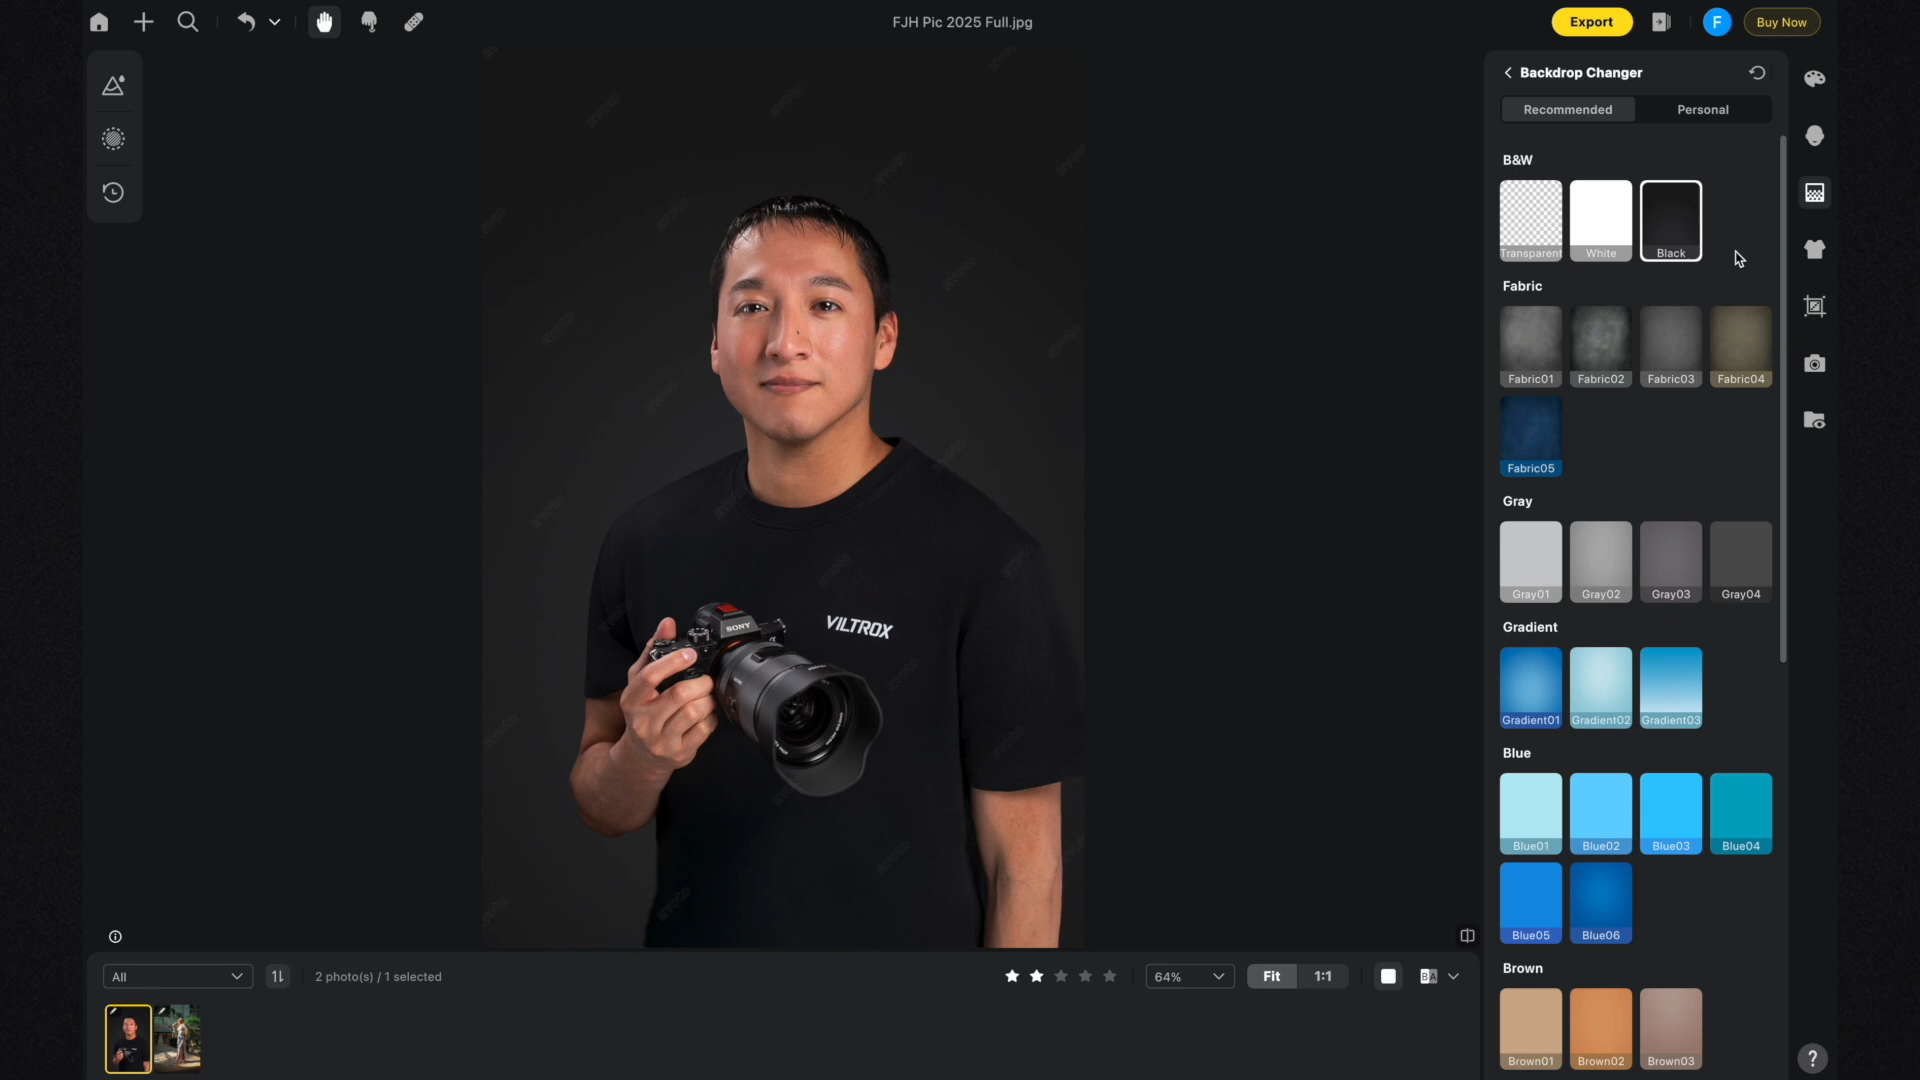 FJH Pic 2025 Full.jpg
Export
F
Buy Now
Backdrop Changer
Recommended
Personal
B&W
Transparent
White
Black
Fabric
Fabric01
Fabric02
Fabric03
Fabric04
Fabric05
Gray
Gray01
Gray02
Gray03
Gray04
Gradient
Gradient01
Gradient02
Gradient03
Blue
Blue01
Blue02
Blue03
Blue04
Blue05
Blue06
Brown
Brown01
Brown02
Brown03
SONY
VILTROX
All
2 photo(s) / 1 selected
64%
Fit
1:1
BA
?